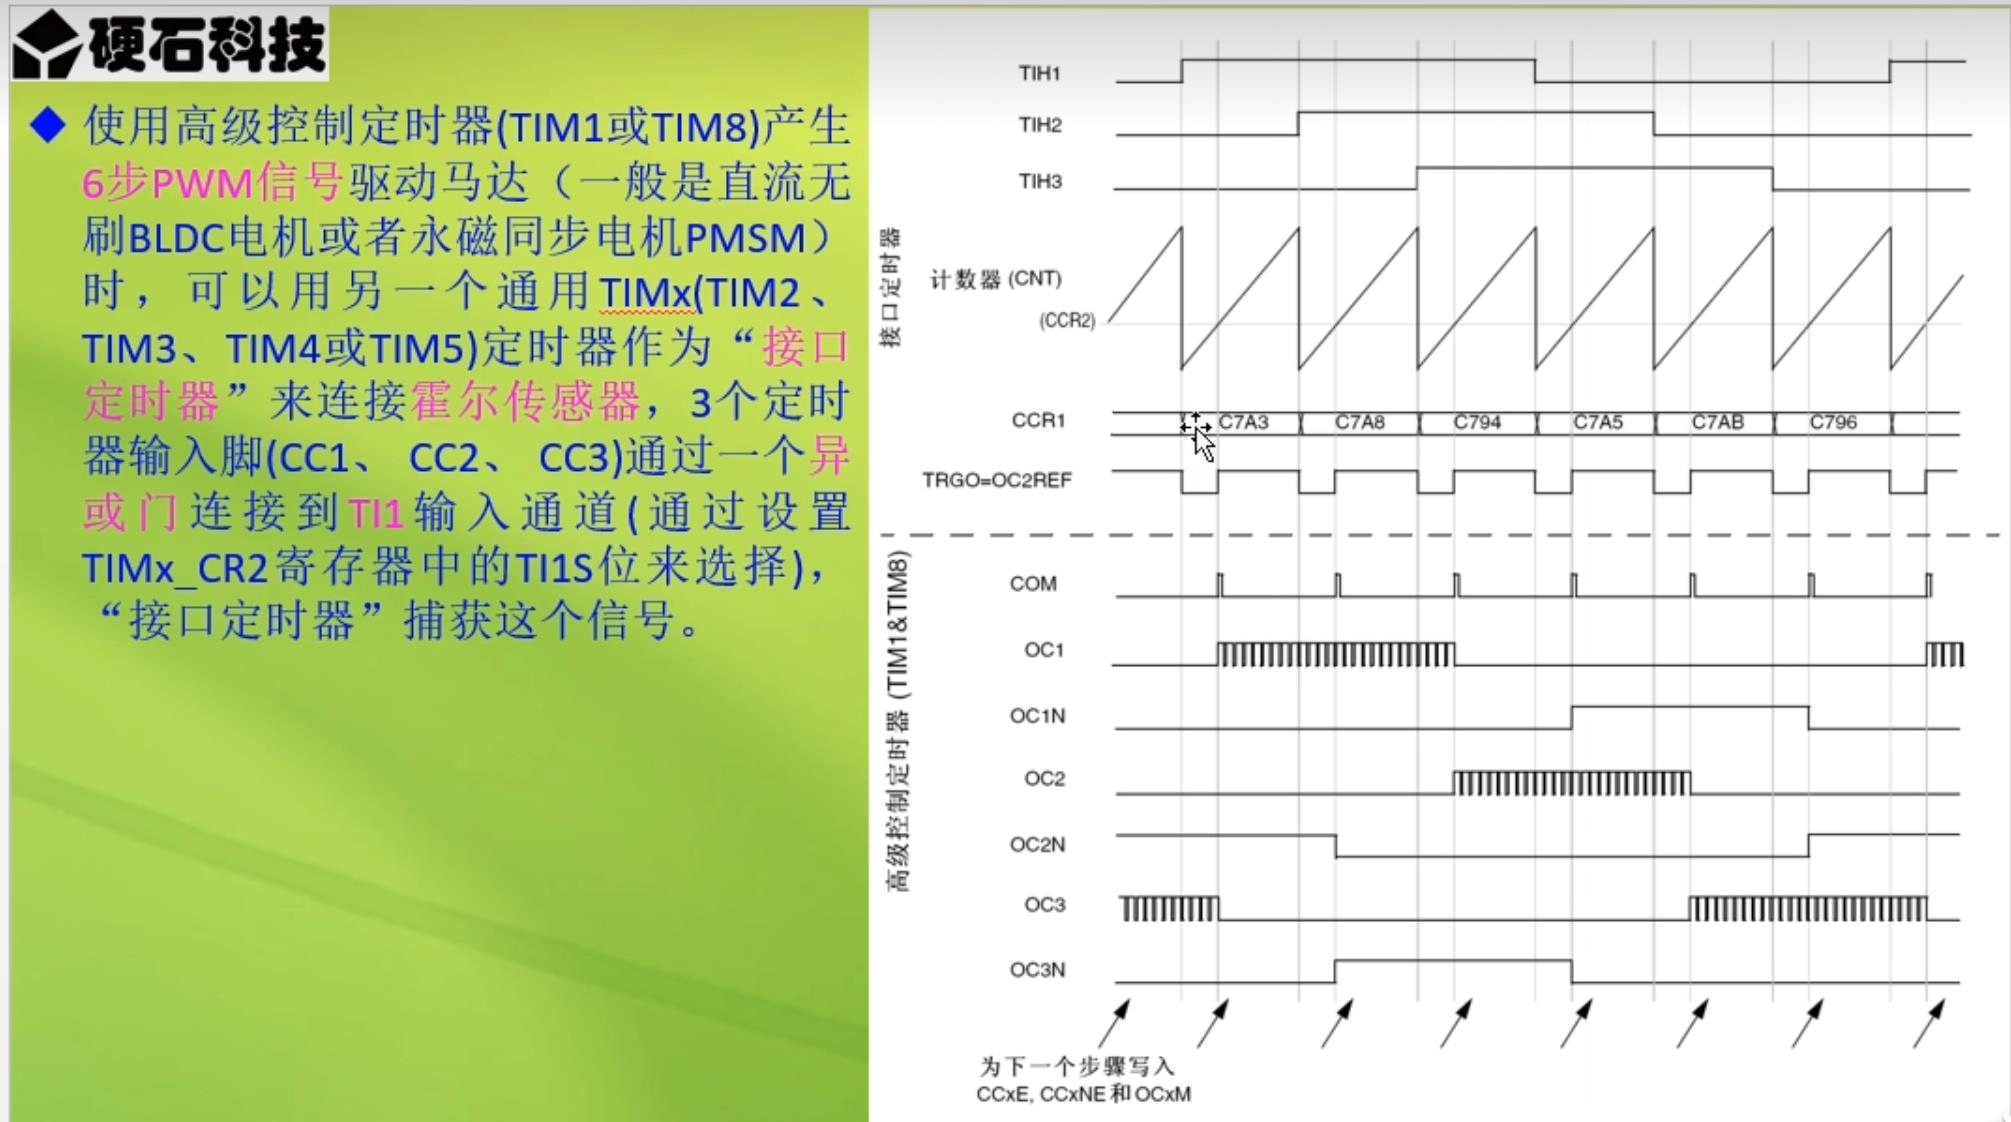 硬石科技
使用高级控制定时器(TIM1或TIM8)产生
6步PWM信号驱动马达（一般是直流无
刷BLDC电机或者永磁同步电机PMSM）
时，可以用另一个通用TIMx(TIM2、
TIM3、TIM4或TIM5)定时器作为“接口
定时器”来连接霍尔传感器，3个定时
器输入脚(CC1、 CC2、 CC3)通过一个异
或门连接到TI1输入通道(通过设置
TIMx_CR2寄存器中的TI1S位来选择)，
“接口定时器”捕获这个信号。
接口定时器
TIH1
TIH2
TIH3
计数器 (CNT)
(CCR2)
CCR1 C7A3 C7A8 C794 C7A5 C7AB C796
TRGO=OC2REF
高级控制定时器 (TIM1&TIM8)
COM
OC1
OC1N
OC2
OC2N
OC3
OC3N
为下一个步骤写入
CCxE, CCxNE 和 OCxM